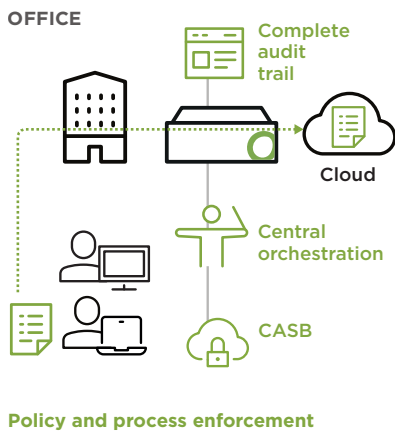 OFFICE
Complete
audit
trail
Cloud
Central
orchestration
CASB
Policy and process enforcement